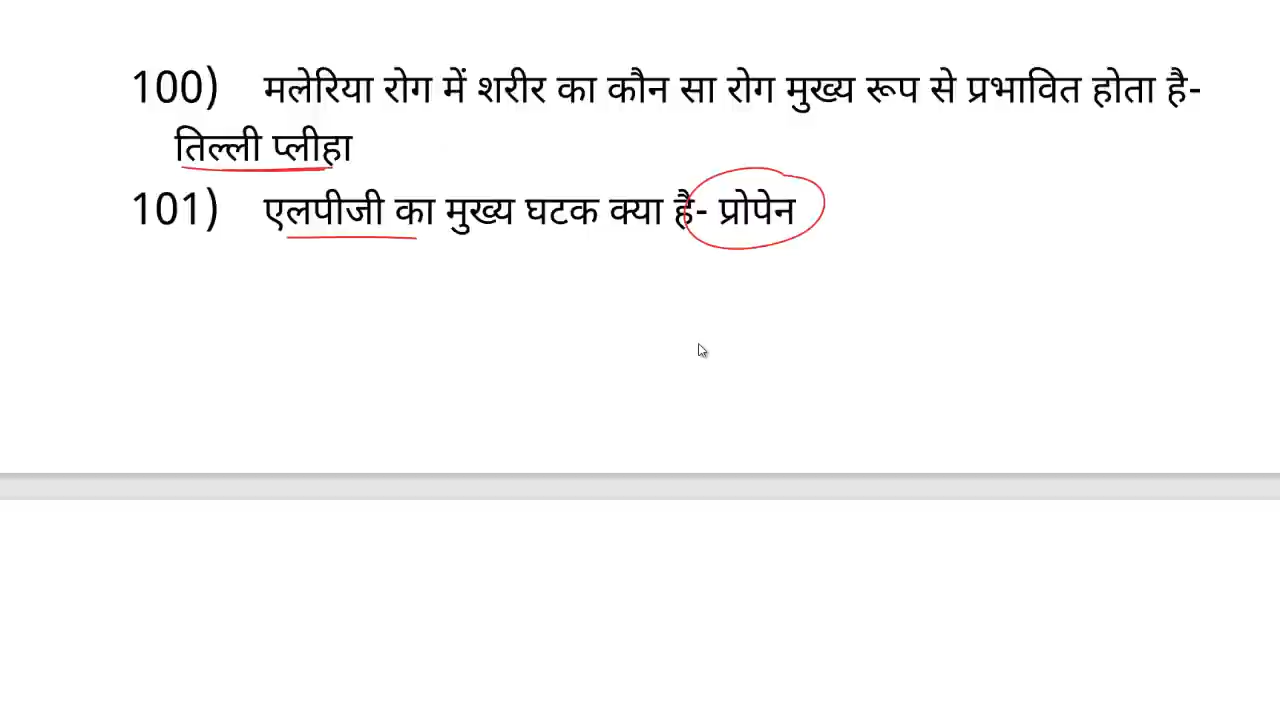 100) मलेरिया रोग में शरीर का कौन सा रोग मुख्य रूप से प्रभावित होता है-
तिल्ली प्लीहा
101) एलपीजी का मुख्य घटक क्या है- प्रोपेन